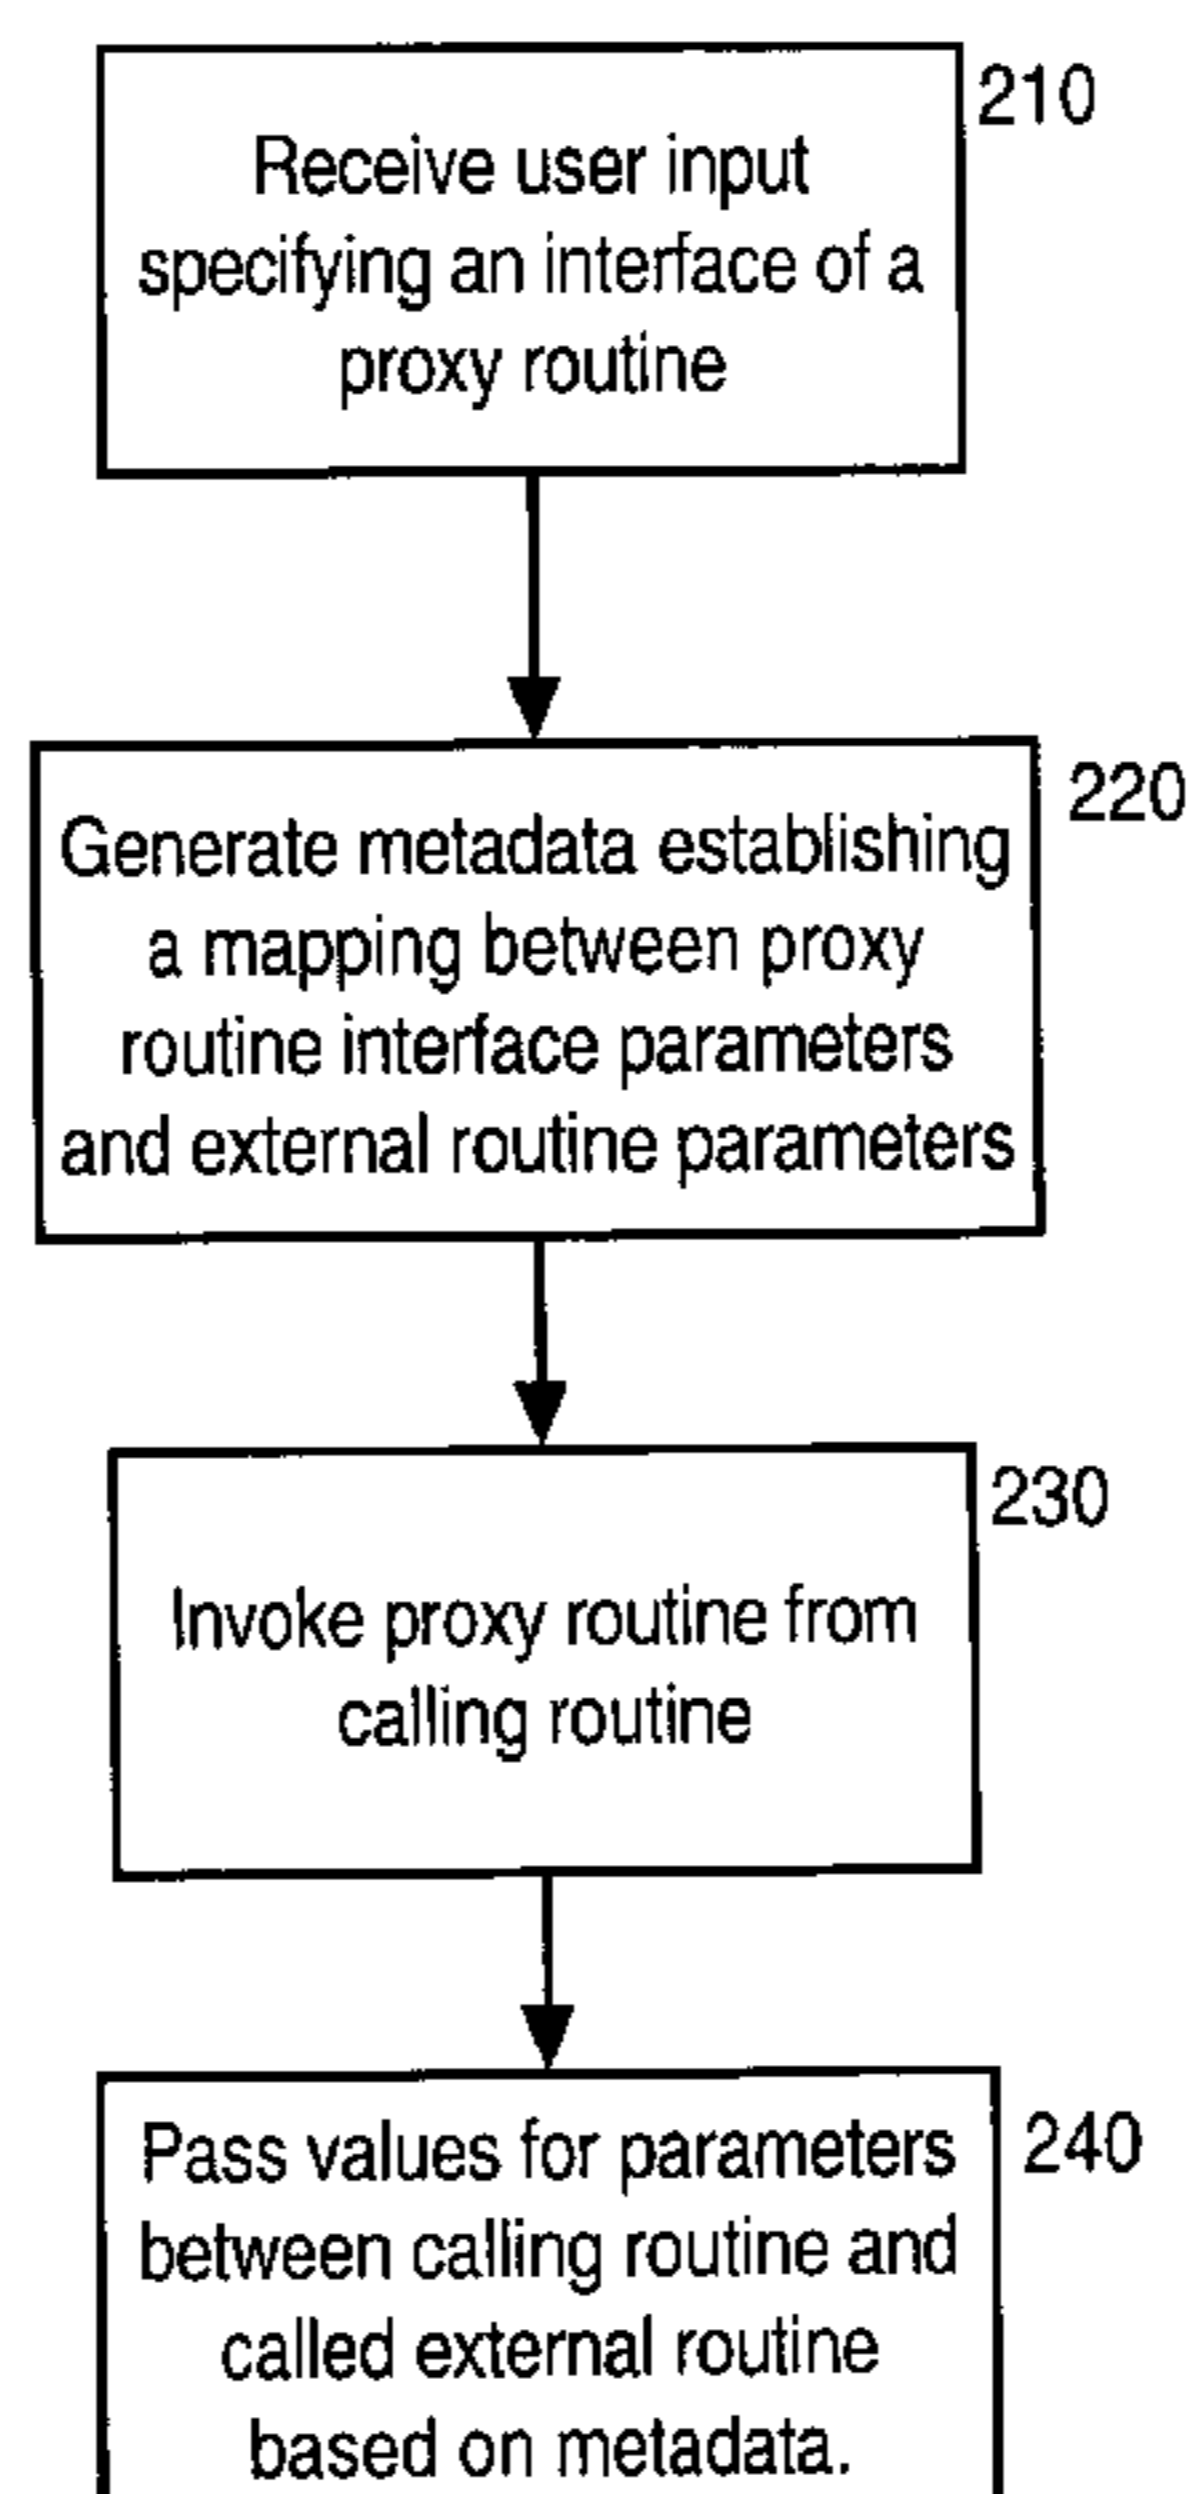 210
Receive user input
specifying an interface of a
proxy routine
220
Generate metadata establishing
a mapping between proxy
routine interface parameters
and external routine parameters
230
Invoke proxy routine from
calling routine
240
Pass values for parameters
between calling routine and
called external routine
based on metadata.